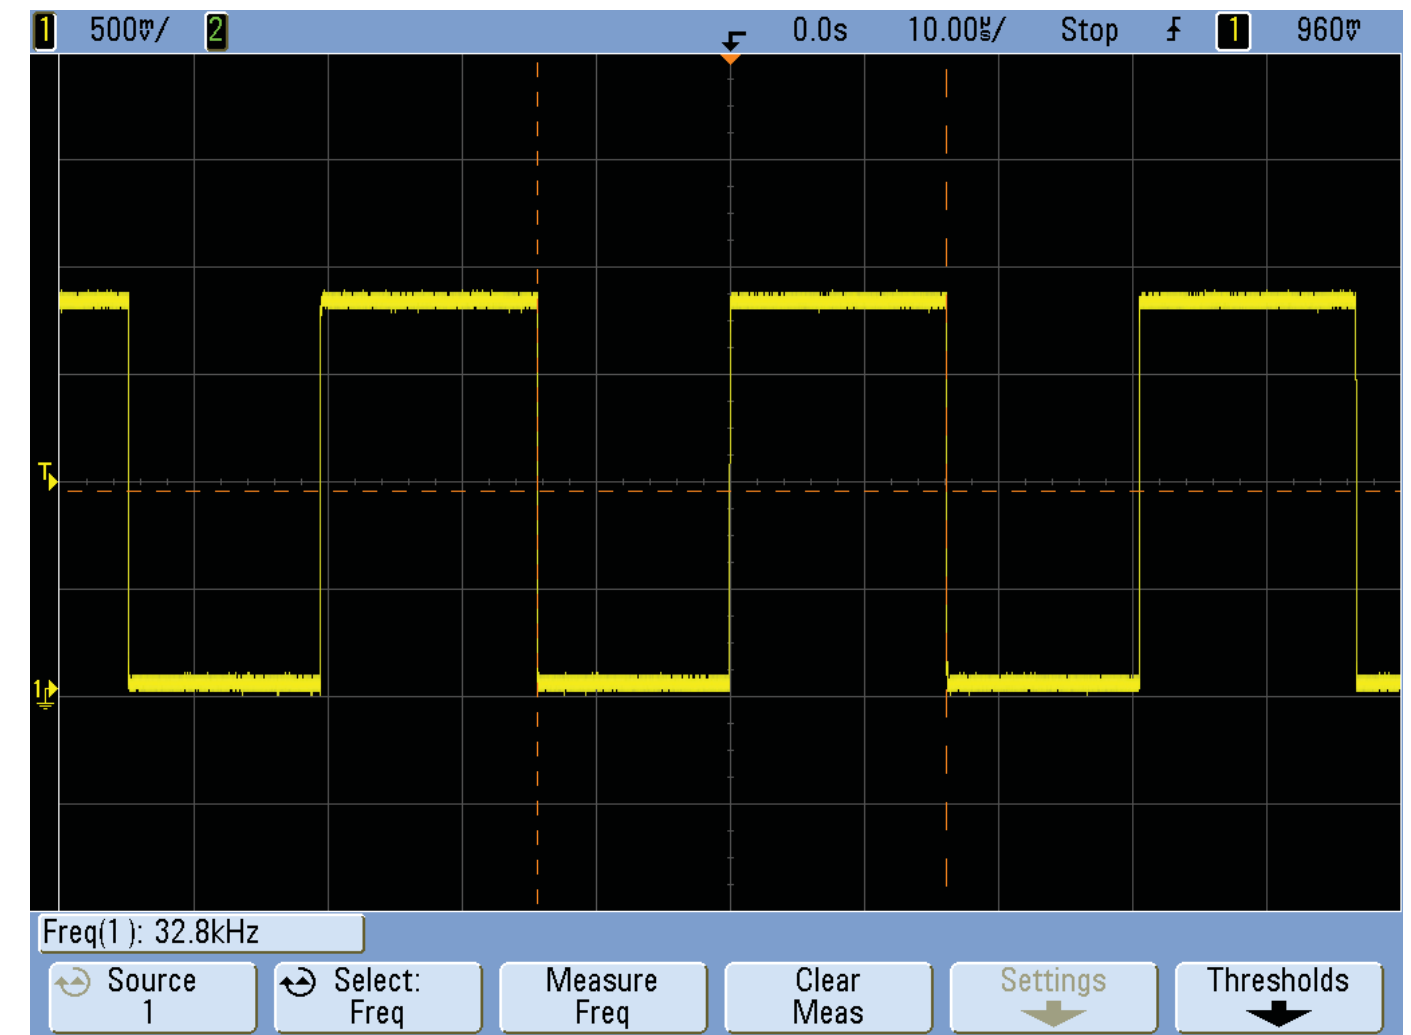 1 500mV/ 2 0.0s 10.00µs/ Stop 1 960mV
T
1
Freq(1): 32.8kHz
Source
1
Select:
Freq
Measure
Freq
Clear
Meas
Settings
Thresholds